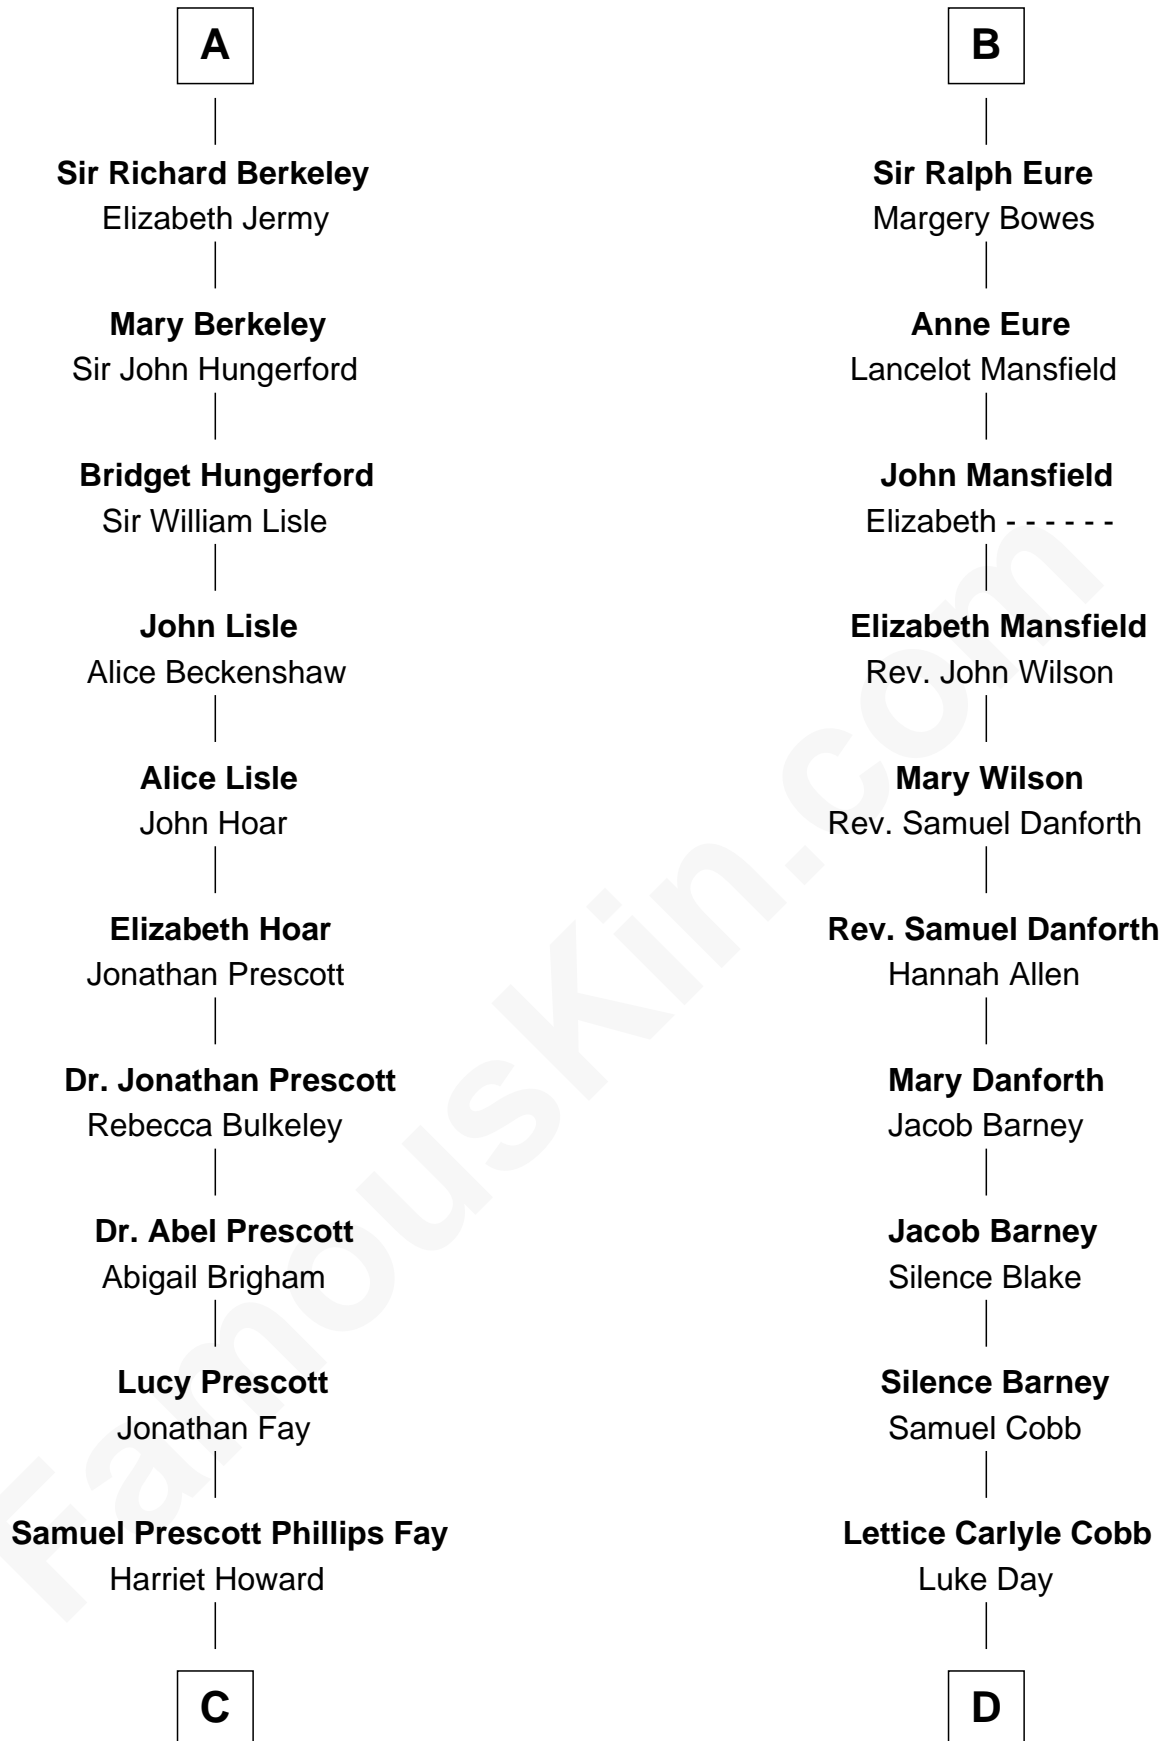 A
Sir Richard Berkeley
Elizabeth Jermy
Mary Berkeley
Sir John Hungerford
Bridget Hungerford
Sir William Lisle
John Lisle
Alice Beckenshaw
Alice Lisle
John Hoar
Elizabeth Hoar
Jonathan Prescott
Dr. Jonathan Prescott
Rebecca Bulkeley
Dr. Abel Prescott
Abigail Brigham
Lucy Prescott
Jonathan Fay
Samuel Prescott Phillips Fay
Harriet Howard
C
B
Sir Ralph Eure
Margery Bowes
Anne Eure
Lancelot Mansfield
John Mansfield
Elizabeth - - - - - -
Elizabeth Mansfield
Rev. John Wilson
Mary Wilson
Rev. Samuel Danforth
Rev. Samuel Danforth
Hannah Allen
Mary Danforth
Jacob Barney
Jacob Barney
Silence Blake
Silence Barney
Samuel Cobb
Lettice Carlyle Cobb
Luke Day
D
FamousKin.com